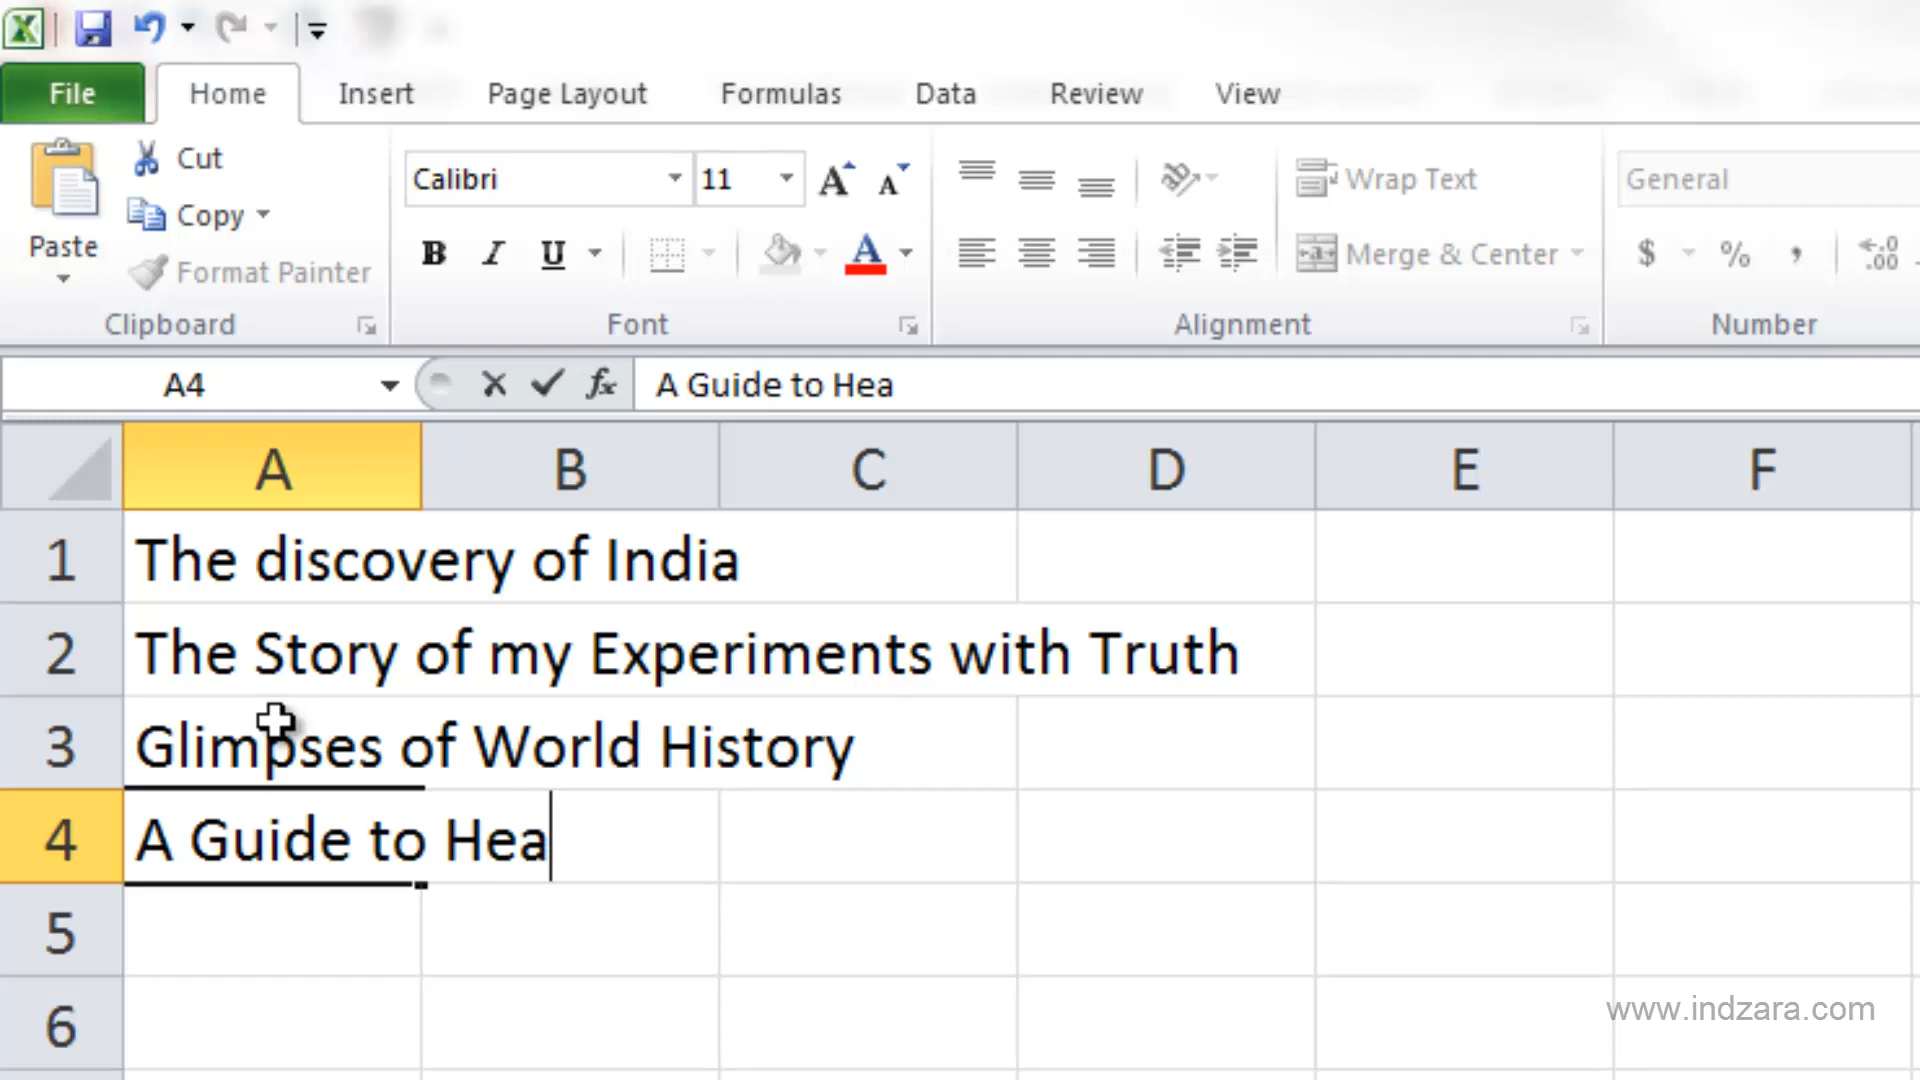 File Home Insert Page Layout Formulas Data Review View
Cut
Calibri 11 Wrap Text General
Copy
Paste
B I U A Merge & Center $ % , .00
Format Painter
Clipboard Font Alignment Number
A4 fx A Guide to Hea
A B C D E F
1 The discovery of India
2 The Story of my Experiments with Truth
3 Glimpses of World History
4 A Guide to Hea
5
6
www.indzara.com